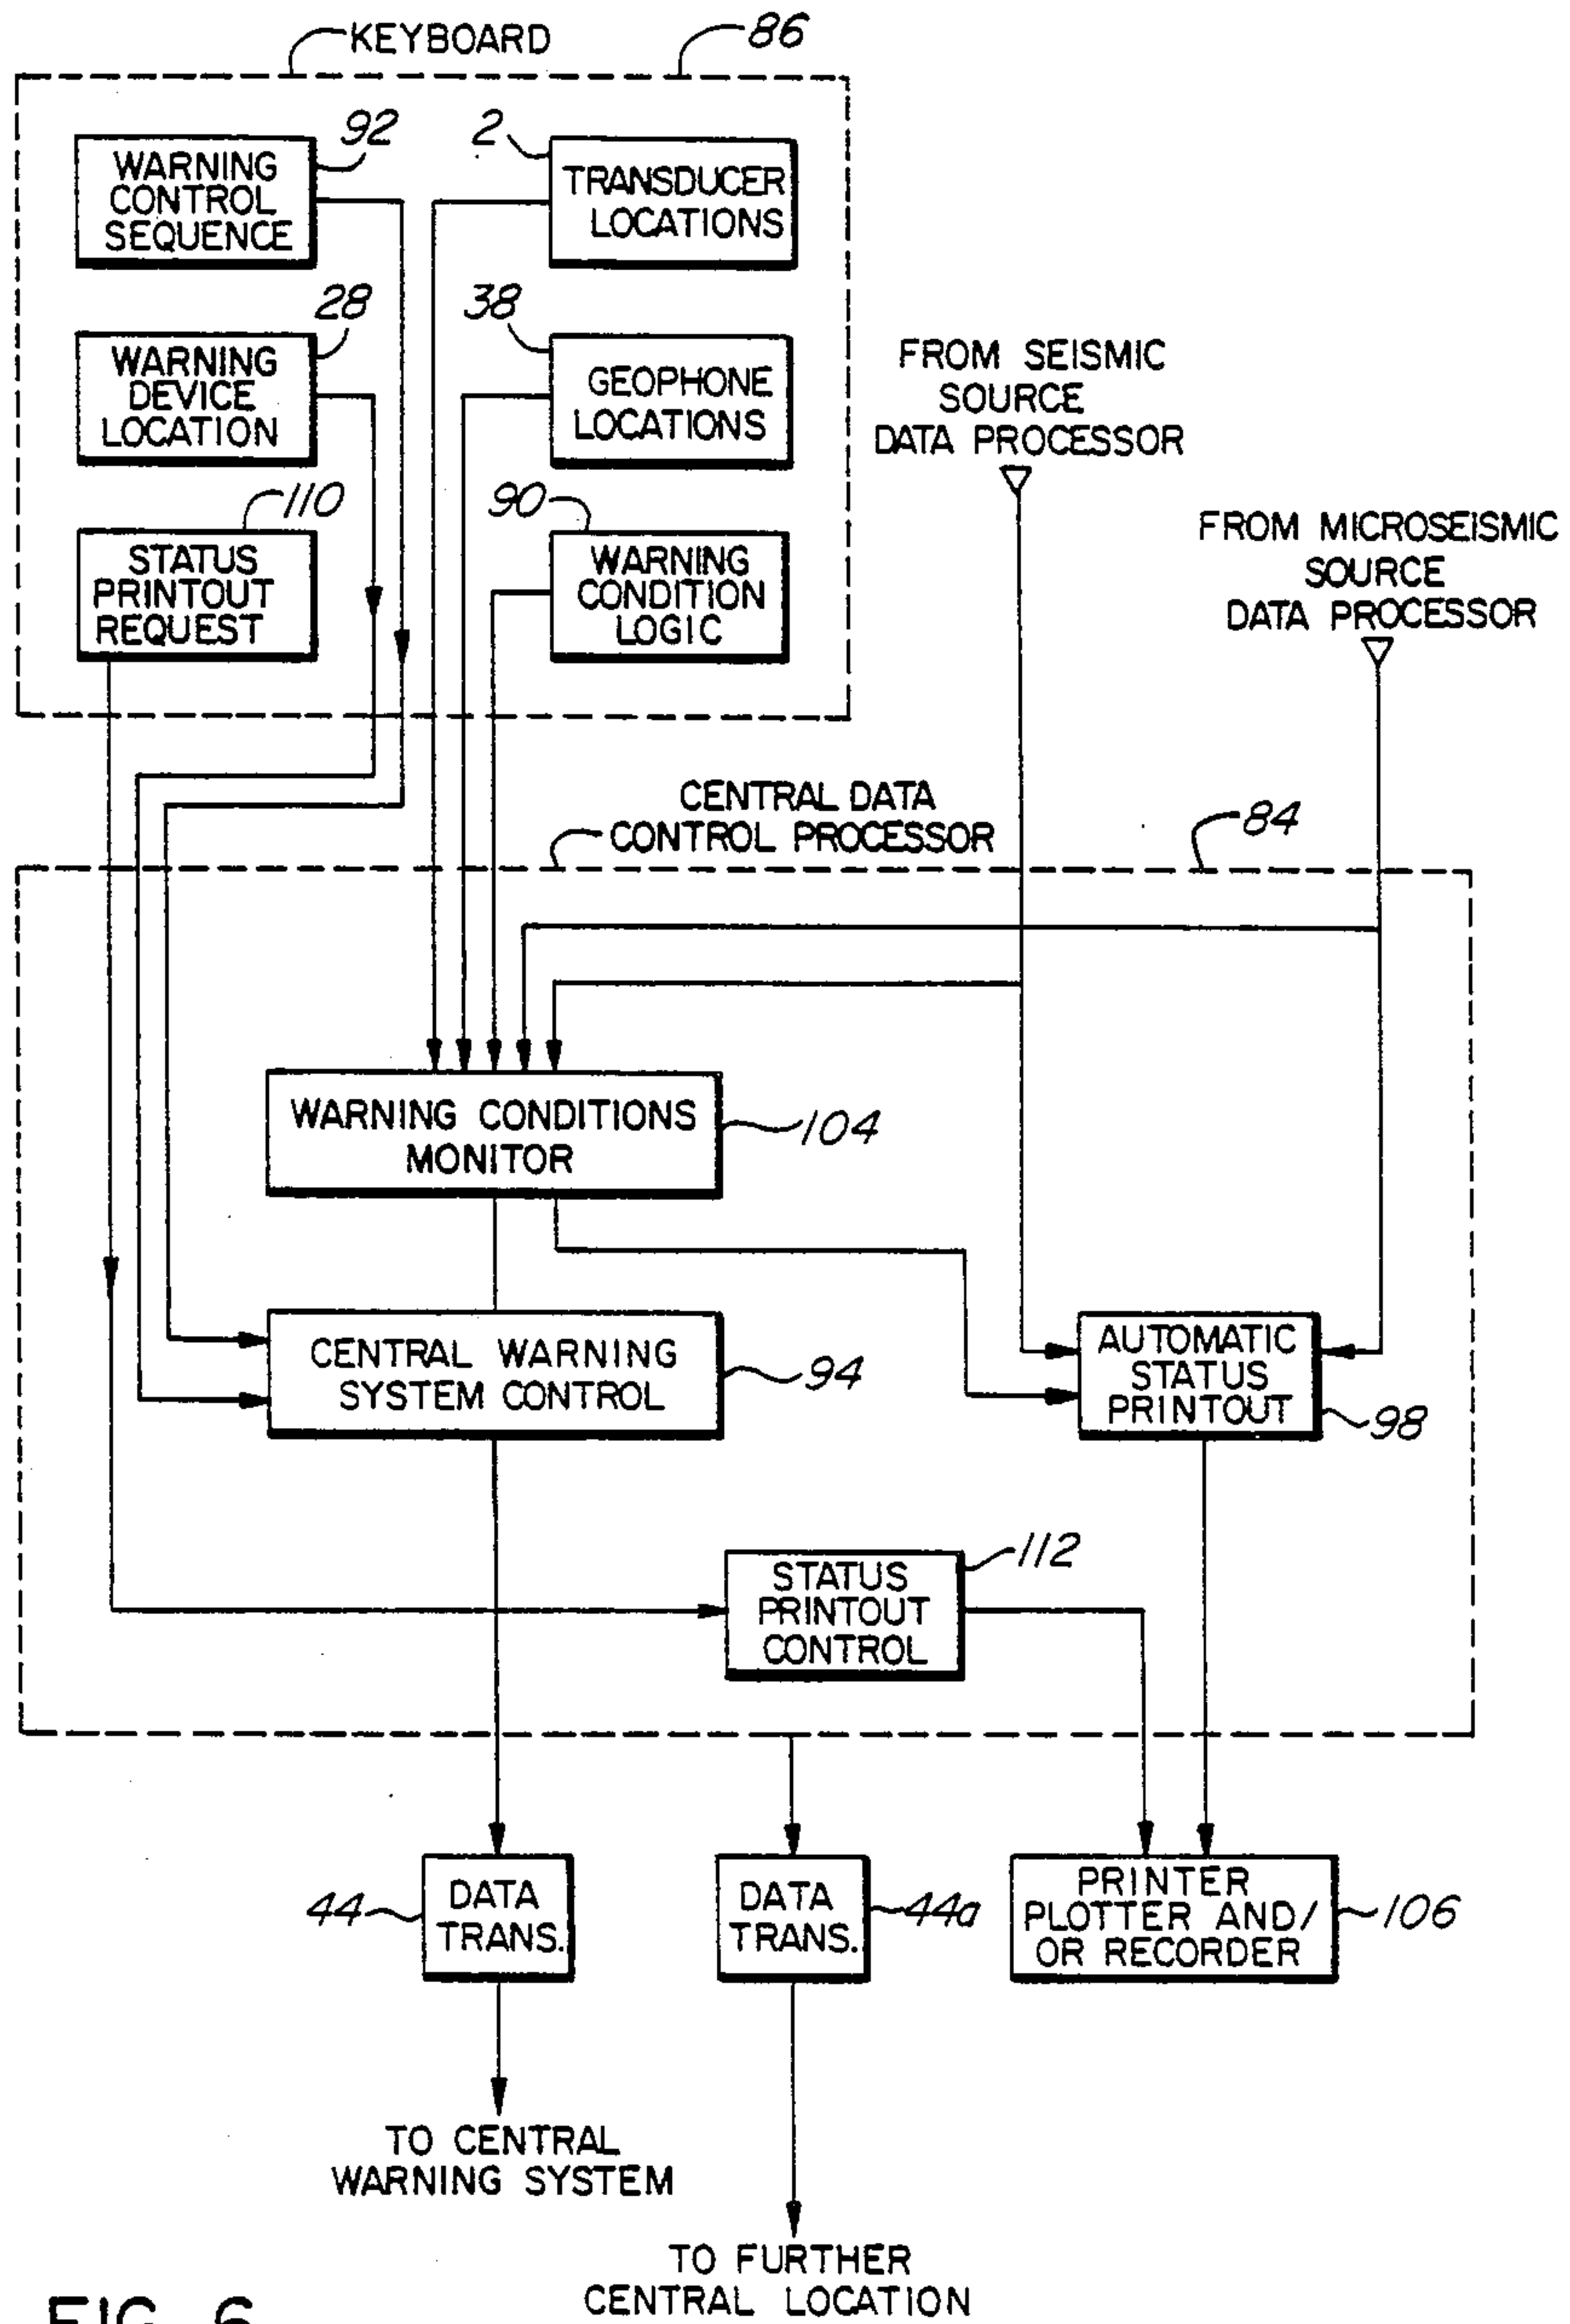 KEYBOARD
86
92
WARNING
CONTROL
SEQUENCE
2
TRANSDUCER
LOCATIONS
28
WARNING
DEVICE
LOCATION
38
GEOPHONE
LOCATIONS
110
STATUS
PRINTOUT
REQUEST
90
WARNING
CONDITION
LOGIC
FROM SEISMIC
SOURCE
DATA PROCESSOR
FROM MICROSEISMIC
SOURCE
DATA PROCESSOR
CENTRAL DATA
CONTROL PROCESSOR
84
WARNING CONDITIONS
MONITOR
104
CENTRAL WARNING
SYSTEM CONTROL
94
AUTOMATIC
STATUS
PRINTOUT
98
STATUS
PRINTOUT
CONTROL
112
44
DATA
TRANS.
DATA
TRANS.
44a
PRINTER
PLOTTER AND/
OR RECORDER
106
TO CENTRAL
WARNING SYSTEM
TO FURTHER
CENTRAL LOCATION
FIG. 6